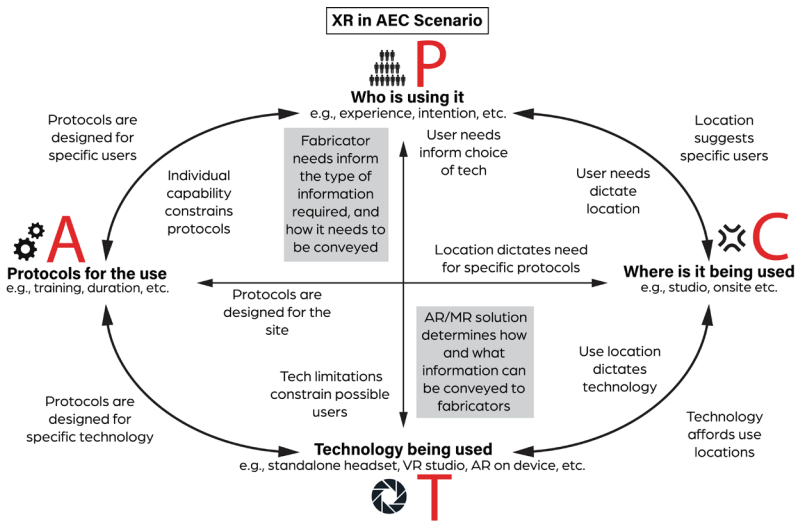 XR in AEC Scenario
P
Who is using it
e.g., experience, intention, etc.
Protocols are
designed for
specific users
Individual
capability
constrains
protocols
Fabricator
needs inform
the type of
information
required, and
how it needs to
be conveyed
User needs
inform choice
of tech
User needs
dictate
location
Location
suggests
specific users
A
Protocols for the use
e.g., training, duration, etc.
Location dictates need
for specific protocols
C
Where is it being used
e.g., studio, onsite etc.
Protocols are
designed for the
site
AR/MR solution
determines how
and what
information can
be conveyed to
fabricators
Tech limitations
constrain possible
users
Use location
dictates
technology
Protocols are
designed for
specific technology
Technology
affords use
locations
Technology being used
e.g., standalone headset, VR studio, AR on device, etc.
T